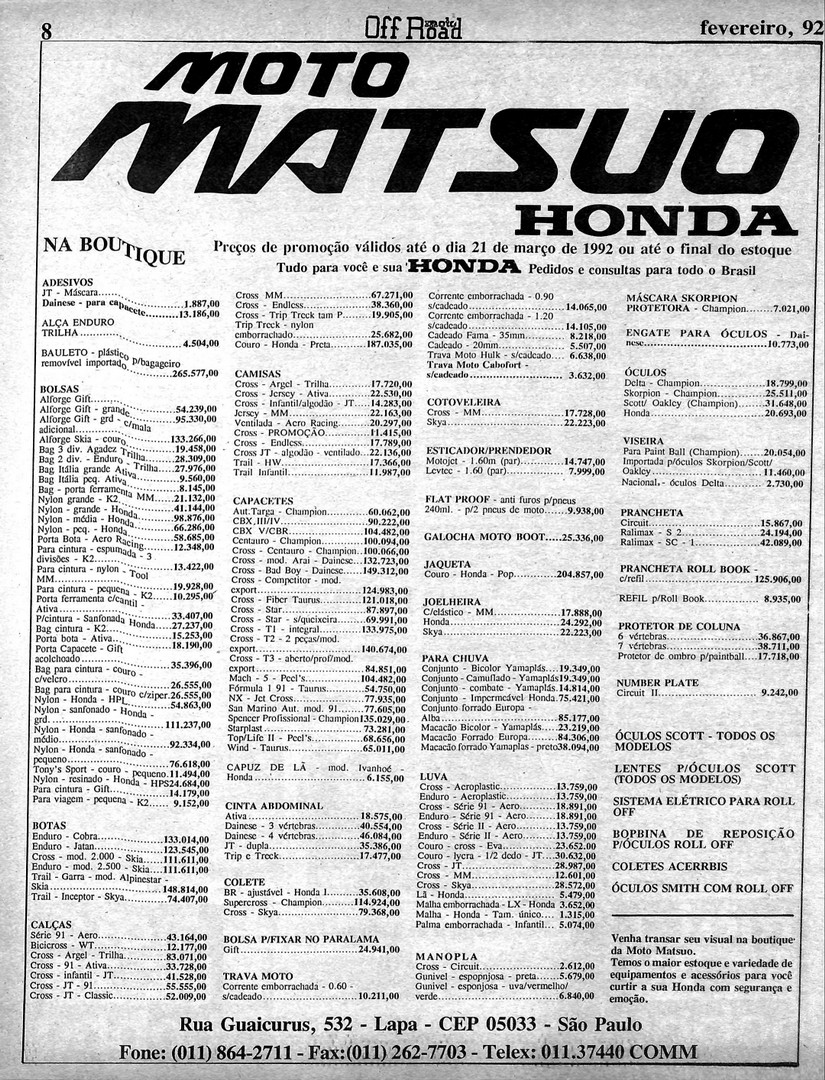 8
Off Road
moto
fevereiro, 92
MOTO
MATSUO
HONDA
NA BOUTIQUE
Preços de promoção válidos até o dia 21 de março de 1992 ou até o final do estoque
Tudo para você e sua HONDA Pedidos e consultas para todo o Brasil
ADESIVOS
JT - Máscara...............1.887,00
Dainese - para capacete...............13.186,00
ALÇA ENDURO
TRILHA...............4.504,00
BAULETO - plástico
removível importado p/bagageiro
...............265.577,00
BOLSAS
Alforge Gift...............54.239,00
Alforge Gift - grande...............95.330,00
Alforge Gift - grd - c/mala
adicional...............133.266,00
Alforge Skia - couro...............19.458,00
Bag 3 div. Agadez Trilha...............28.309,00
Bag 2 div. - Enduro - Trilha...............27.976,00
Bag Itália grande Ativa...............9.560,00
Bag Itália peq. Ativa...............8.145,00
Bag - porta ferramenta MM...............21.132,00
Nylon grande - K2...............41.144,00
Nylon - grande - Honda...............98.876,00
Nylon - média - Honda...............66.286,00
Nylon - peq. - Honda...............58.685,00
Porta Bota - Aero Racing...............12.348,00
Para cintura - espumada - 3
divisões - K2...............13.422,00
Para cintura - nylon - Tool
MM...............19.928,00
Para cintura - pequena - K2...............10.295,00
Porta ferramenta c/cantil -
Ativa...............33.407,00
P/cintura - Sanfonada Honda...............27.237,00
Bag cintura - K2...............15.253,00
Porta bota - Ativa...............18.190,00
Porta Capacete - Gift
acolchoado...............35.396,00
Bag para cintura - couro
c/velcro...............26.555,00
Bag para cintura - couro c/ziper.26.555,00
Nylon - Honda - HPL...............54.863,00
Nylon - sanfonado - Honda -
grd...............111.237,00
Nylon - Honda - sanfonado -
médio...............92.334,00
Nylon - Honda - sanfonado -
pequeno...............76.618,00
Tony's Sport - couro - pequeno.11.494,00
Nylon - resinado - Honda - HPS24.684,00
Para cintura - Gift...............14.179,00
Para viagem - pequena - K2......9.152,00
BOTAS
Enduro - Cobra...............133.014,00
Enduro - Jatan...............123.545,00
Cross - mod. 2.000 - Skia......111.611,00
Enduro - mod. 2.500 - Skia......111.611,00
Trail - Garra - mod. Alpinestar -
Skia...............148.814,00
Trail - Inceptor - Skya...............74.407,00
CALÇAS
Série 91 - Aero...............43.164,00
Bicicross - WT...............12.177,00
Cross - Argel - Trilha...............83.071,00
Cross - 91 - Ativa...............33.728,00
Cross - infantil - JT...............41.528,00
Cross - JT - 91...............55.555,00
Cross - JT - Classic...............52.009,00
Cross MM...............67.271,00
Cross - Endless...............38.360,00
Cross - Trip Treck tam P...............19.905,00
Trip Treck - nylon
emborrachado...............25.682,00
Couro - Honda - Preta...............187.035,00
CAMISAS
Cross - Argel - Trilha...............17.720,00
Cross - Jersey - Ativa...............22.530,00
Cross - Infantil/algodão - JT....14.283,00
Jersey - MM...............22.163,00
Ventilada - Aero Racing...............20.297,00
Cross - PROMOÇÃO...............11.415,00
Cross - Endless...............17.789,00
Cross JT - algodão - ventilado...22.136,00
Trail - HW...............17.366,00
Trail Infantil...............11.987,00
CAPACETES
Aut.Targa - Champion...............60.062,00
CBX,III/IV...............90.222,00
CBX V/CBR...............104.482,00
Centauro - Champion...............100.094,00
Cross - Centauro - Champion..100.066,00
Cross - mod. Arai - Dainese...132.723,00
Cross - Bad Boy - Dainese......149.312,00
Cross - Competitor - mod.
export...............124.983,00
Cross - Fiber Taurus...............121.018,00
Cross - Star...............87.897,00
Cross - Star - s/queixeira...............69.991,00
Cross - T1 - integral...............133.975,00
Cross - T2 - 2 peças/mod.
export...............140.674,00
Cross - T3 - aberto/prof/mod.
export...............84.851,00
Mach - 5 - Peel's...............104.482,00
Fórmula 1 91 - Taurus...............54.750,00
NX - Jet Cross...............77.935,00
San Marino Aut. mod. 91...............77.605,00
Spencer Profissional - Champion135.029,00
Starplast...............73.281,00
Top/Life II - Peel's...............68.656,00
Wind - Taurus...............65.011,00
CAPUZ DE LÃ - mod. Ivanhoé -
Honda...............6.155,00
CINTA ABDOMINAL
Ativa...............18.575,00
Dainese - 3 vértebras...............40.554,00
Dainese - 4 vértebras...............46.084,00
JT - dupla...............35.386,00
Trip e Treck...............17.477,00
COLETE
BR - ajustável - Honda l...............35.608,00
Supercross - Champion...............114.924,00
Cross - Skya...............79.368,00
BOLSA P/FIXAR NO PARALAMA
Gift...............24.941,00
TRAVA MOTO
Corrente emborrachada - 0.60 -
s/cadeado...............10.211,00
Corrente emborrachada - 0.90
s/cadeado...............14.065,00
Corrente emborrachada - 1.20
s/cadeado...............14.105,00
Cadeado Fama - 35mm...............8.218,00
Cadeado - 20mm...............5.507,00
Trava Moto Hulk - s/cadeado....6.638,00
Trava Moto Cabofort -
s/cadeado...............3.632,00
COTOVELEIRA
Cross - MM...............17.728,00
Skya...............22.223,00
ESTICADOR/PRENDEDOR
Motojet - 1.60m (par)...............14.747,00
Levtec - 1.60 (par)...............7.999,00
FLAT PROOF - anti furos p/pneus
240ml. - p/2 pneus de moto......9.938,00
GALOCHA MOTO BOOT.....25.336,00
JAQUETA
Couro - Honda - Pop...............204.857,00
JOELHEIRA
C/elástico - MM...............17.888,00
Honda...............24.292,00
Skya...............22.223,00
PARA CHUVA
Conjunto - Bicolor Yamaplás...19.349,00
Conjunto - Camuflado - Yamaplás19.349,00
Conjunto - combate - Yamaplás.14.814,00
Conjunto - Impermeável Honda.75.421,00
Conjunto forrado Europa -
Alba...............85.177,00
Macacão Bicolor - Yamaplás......23.219,00
Macacão Forrado Europa...............84.306,00
Macacão forrado Yamaplas - preto38.094,00
LUVA
Cross - Aeroplastic...............13.759,00
Enduro - Aeroplastic...............13.759,00
Cross - Série 91 - Aero...............18.891,00
Enduro - Série 91 - Aero...............18.891,00
Cross - Série II - Aero...............13.759,00
Enduro - Série II - Aero...............13.759,00
Couro - cross - Eva...............23.652.00
Couro - lycra - 1/2 dedo - JT....30.632,00
Cross - JT...............28.987,00
Cross - MM...............12.601,00
Cross - Skya...............28.572,00
Lã - Honda...............5.479,00
Malha emborrachada - LX - Honda 3.652,00
Malha - Honda - Tam. único....1.315,00
Palma emborrachada - Infantil... 5.074,00
MANOPLA
Cross - Circuit...............2.612,00
Gunivel - espopnjosa - preta......5.679,00
Gunivel - esponjosa - uva/vermelho/
verde...............6.840,00
MÁSCARA SKORPION
PROTETORA - Champion....7.021,00
ENGATE PARA ÓCULOS - Dai-
nese...............10.773,00
ÓCULOS
Delta - Champion...............18.799,00
Skorpion - Champion...............25.511,00
Scott/ Oakley (Champion)...............31.648,00
Honda...............20.693,00
VISEIRA
Para Paint Ball (Champion)......20.054,00
Importada p/óculos Skorpion/Scott/
Oakley...............11.460,00
Nacional - óculos Delta...............2.730,00
PRANCHETA
Circuit...............15.867,00
Ralimax - S 2...............24.194,00
Ralimax - SC - 1...............42.089,00
PRANCHETA ROLL BOOK -
c/refil...............125.906,00
REFIL p/Roll Book...............8.935,00
PROTETOR DE COLUNA
6 vértebras...............36.867,00
7 vértebras...............38.711,00
Protetor de ombro p/paintball....17.718,00
NUMBER PLATE
Circuit II...............9.242,00
ÓCULOS SCOTT - TODOS OS
MODELOS
LENTES P/ÓCULOS SCOTT
(TODOS OS MODELOS)
SISTEMA ELÉTRICO PARA ROLL
OFF
BOPBINA DE REPOSIÇÃO
P/ÓCULOS ROLL OFF
COLETES ACERRBIS
ÓCULOS SMITH COM ROLL OFF
Venha transar seu visual na boutique
da Moto Matsuo.
Temos o maior estoque e variedade de
equipamentos e acessórios para você
curtir a sua Honda com segurança e
emoção.
Rua Guaicurus, 532 - Lapa - CEP 05033 - São Paulo
Fone: (011) 864-2711 - Fax:(011) 262-7703 - Telex: 011.37440 COMM